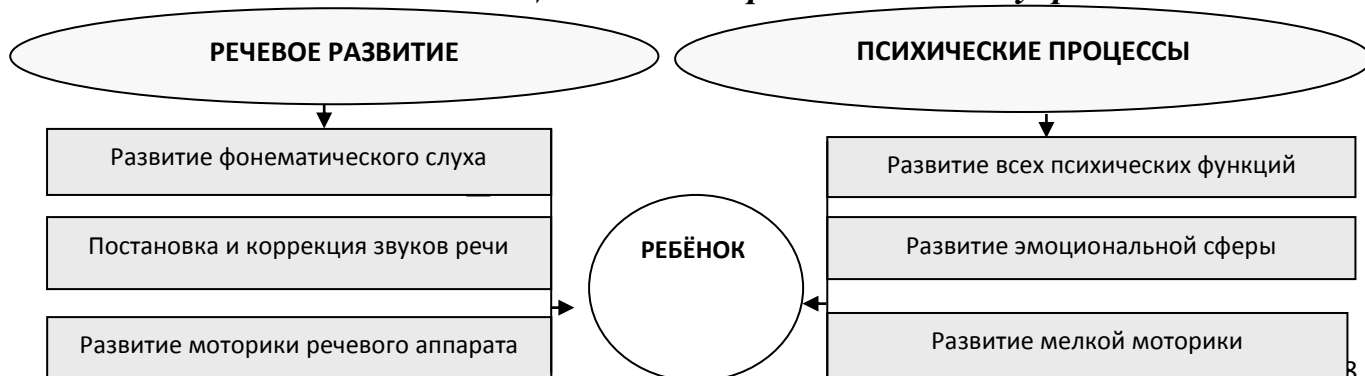 РЕЧЕВОЕ РАЗВИТИЕ
ПСИХИЧЕСКИЕ ПРОЦЕССЫ
Развитие фонематического слуха
Развитие всех психических функций
Постановка и коррекция звуков речи
РЕБЁНОК
Развитие эмоциональной сферы
Развитие моторики речевого аппарата
Развитие мелкой моторики